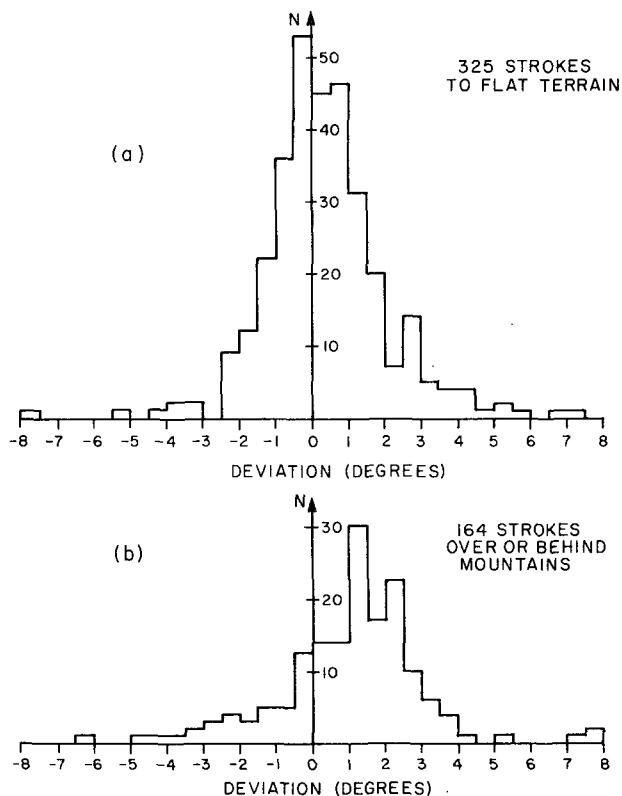 N
50
40
30
20
10
325 STROKES
TO FLAT TERRAIN
(a)
-8 -7 -6 -5 -4 -3 -2 -1 0 1 2 3 4 5 6 7 8
DEVIATION (DEGREES)
N
30
20
10
164 STROKES
OVER OR BEHIND
MOUNTAINS
(b)
-8 -7 -6 -5 -4 -3 -2 -1 0 1 2 3 4 5 6 7 8
DEVIATION (DEGREES)